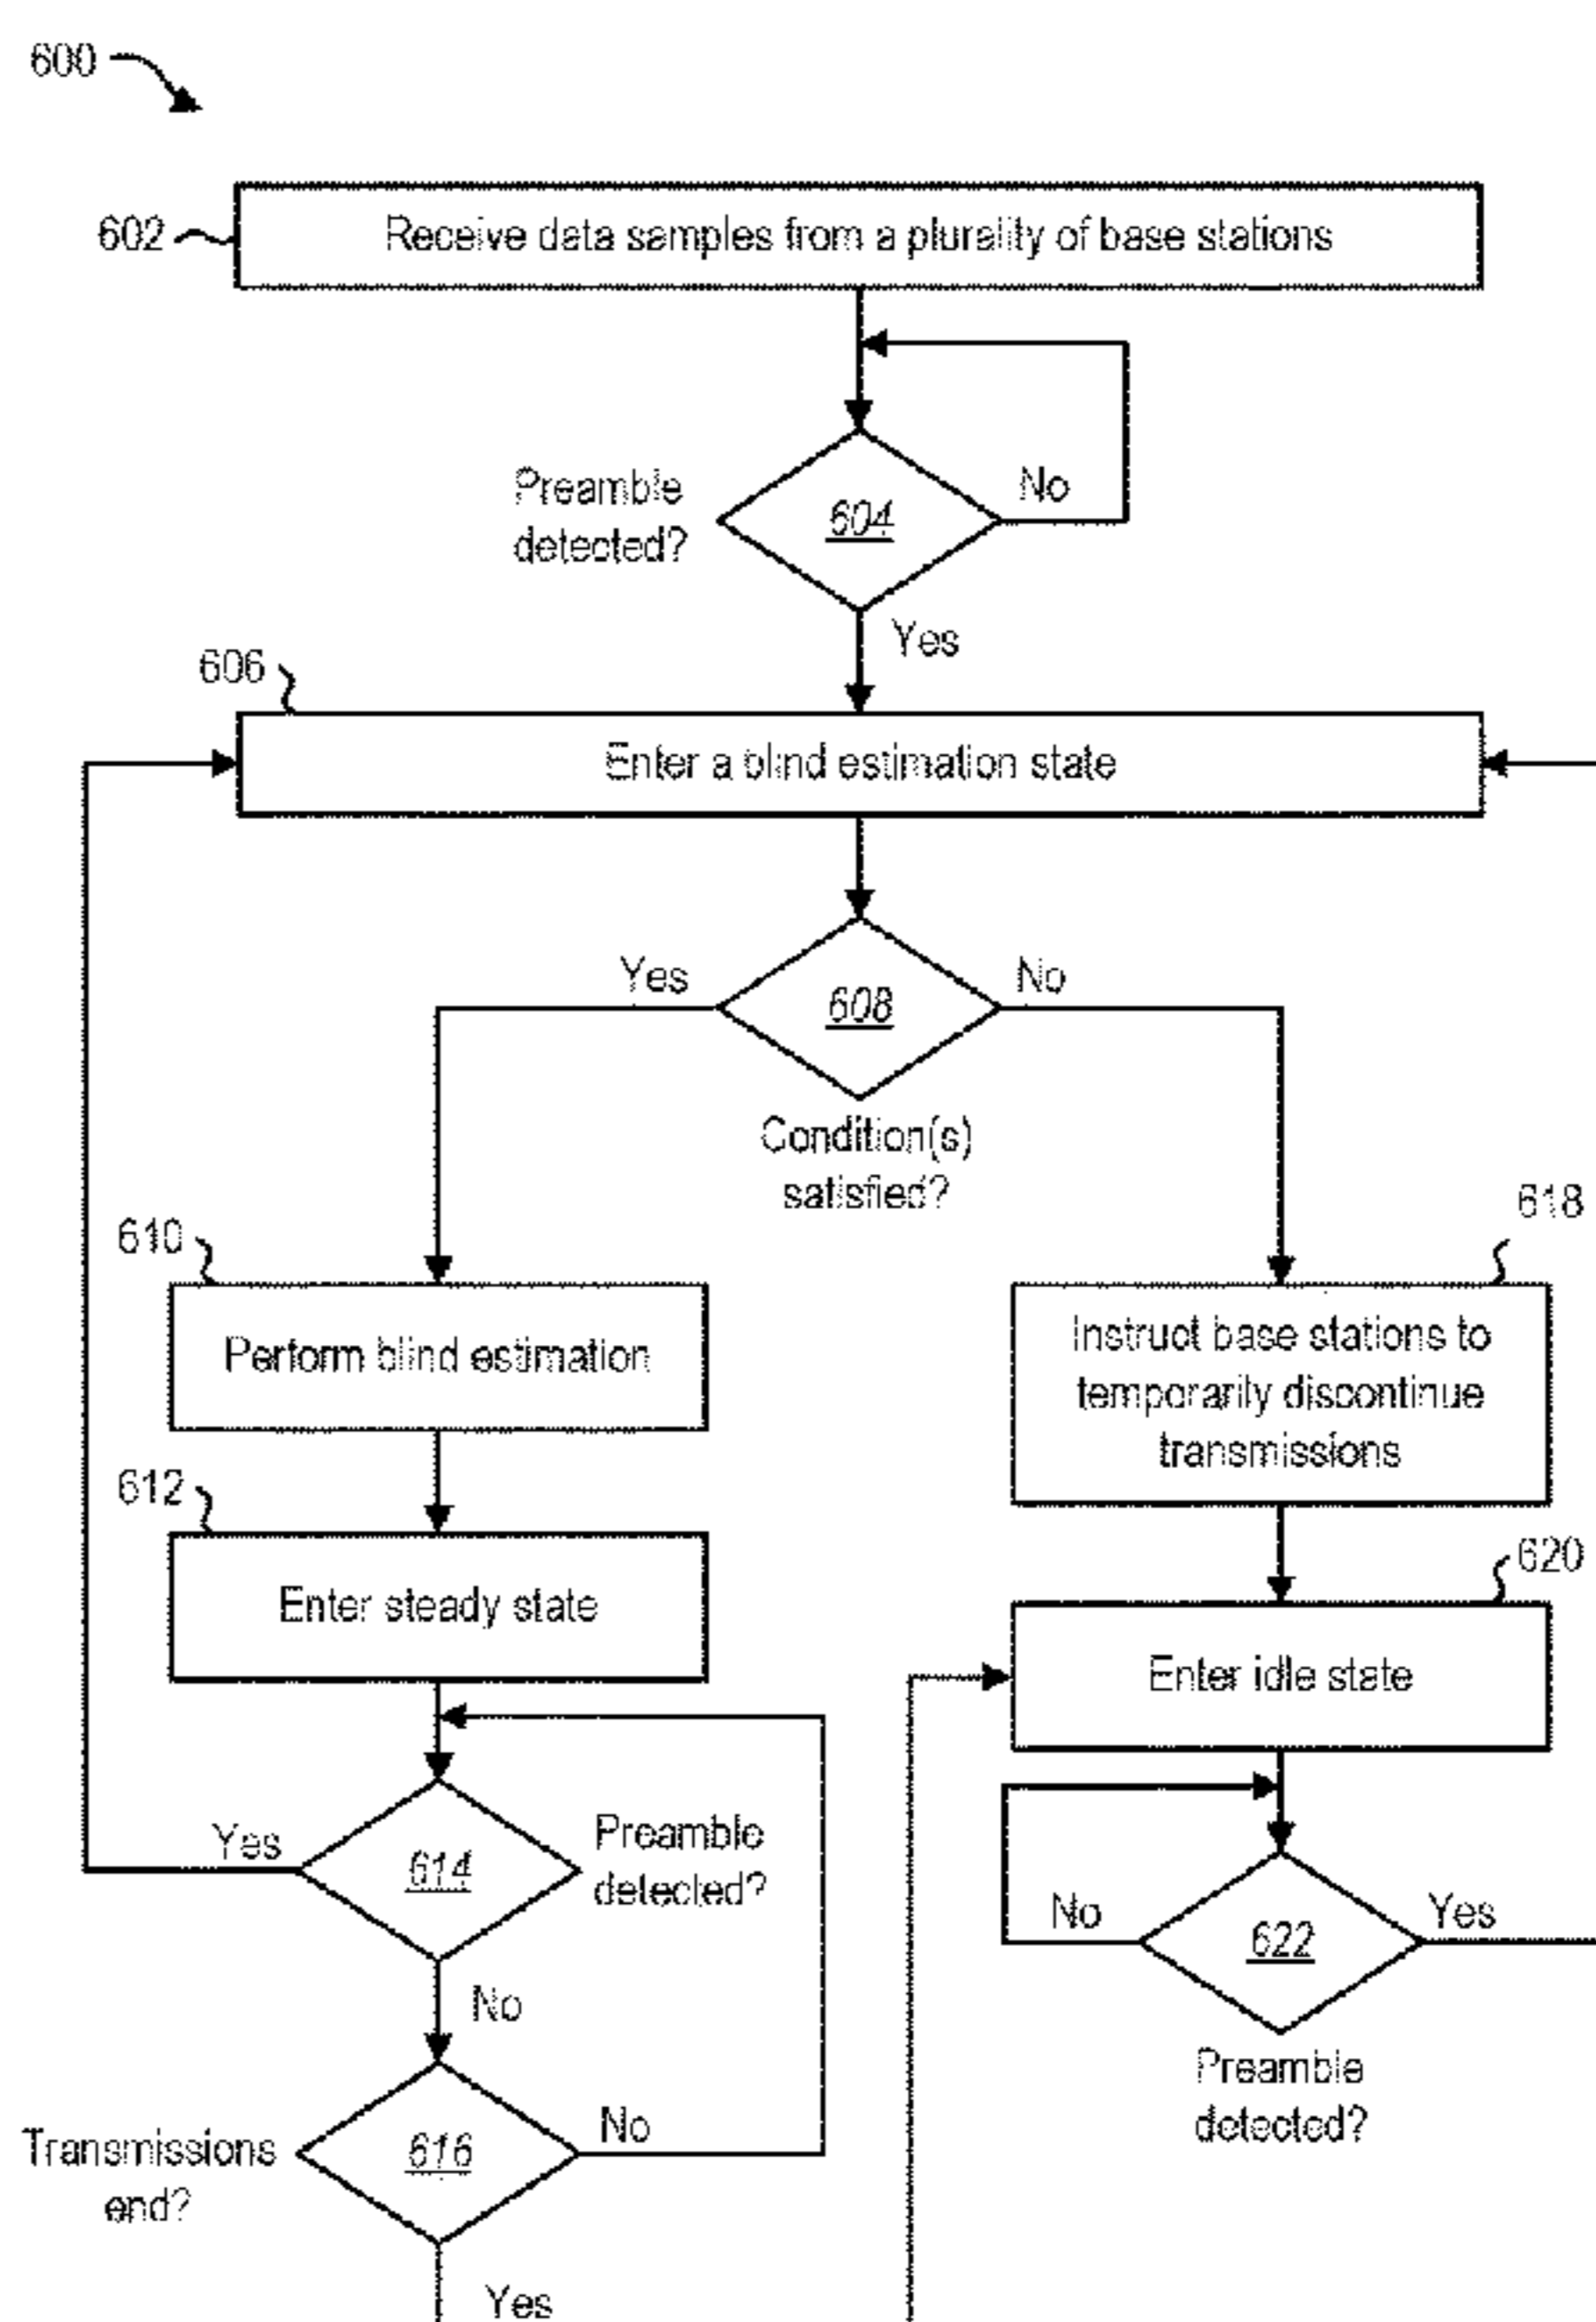 600
602
Receive data samples from a plurality of base stations
Preamble
detected?
604
No
Yes
606
Enter a blind estimation state
Yes
608
No
Condition(s)
satisfied?
610
Perform blind estimation
618
Instruct base stations to
temporarily discontinue
transmissions
612
Enter steady state
620
Enter idle state
Yes
614
Preamble
detected?
No
No
622
Yes
Preamble
detected?
Transmissions
end?
616
No
Yes